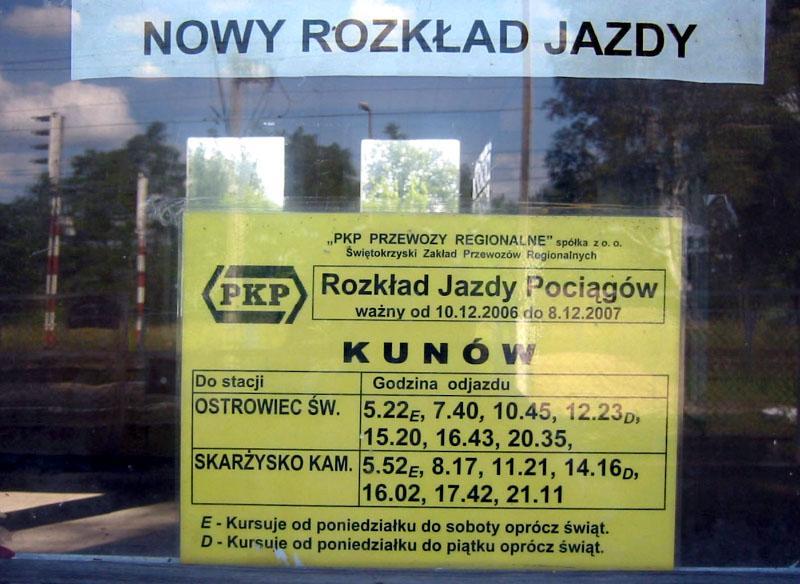 NOWY ROZKŁAD JAZDY
„PKP PRZEWOZY REGIONALNE” spółka z o. o.
Świętokrzyski Zakład Przewozów Regionalnych
PKP
Rozkład Jazdy Pociągów
ważny od 10.12.2006 do 8.12.2007
KUNÓW
Do stacji Godzina odjazdu
OSTROWIEC ŚW. 5.22E, 7.40, 10.45, 12.23D,
15.20, 16.43, 20.35,
SKARŻYSKO KAM. 5.52E, 8.17, 11.21, 14.16D,
16.02, 17.42, 21.11
E - Kursuje od poniedziałku do soboty oprócz świąt.
D - Kursuje od poniedziałku do piątku oprócz świąt.